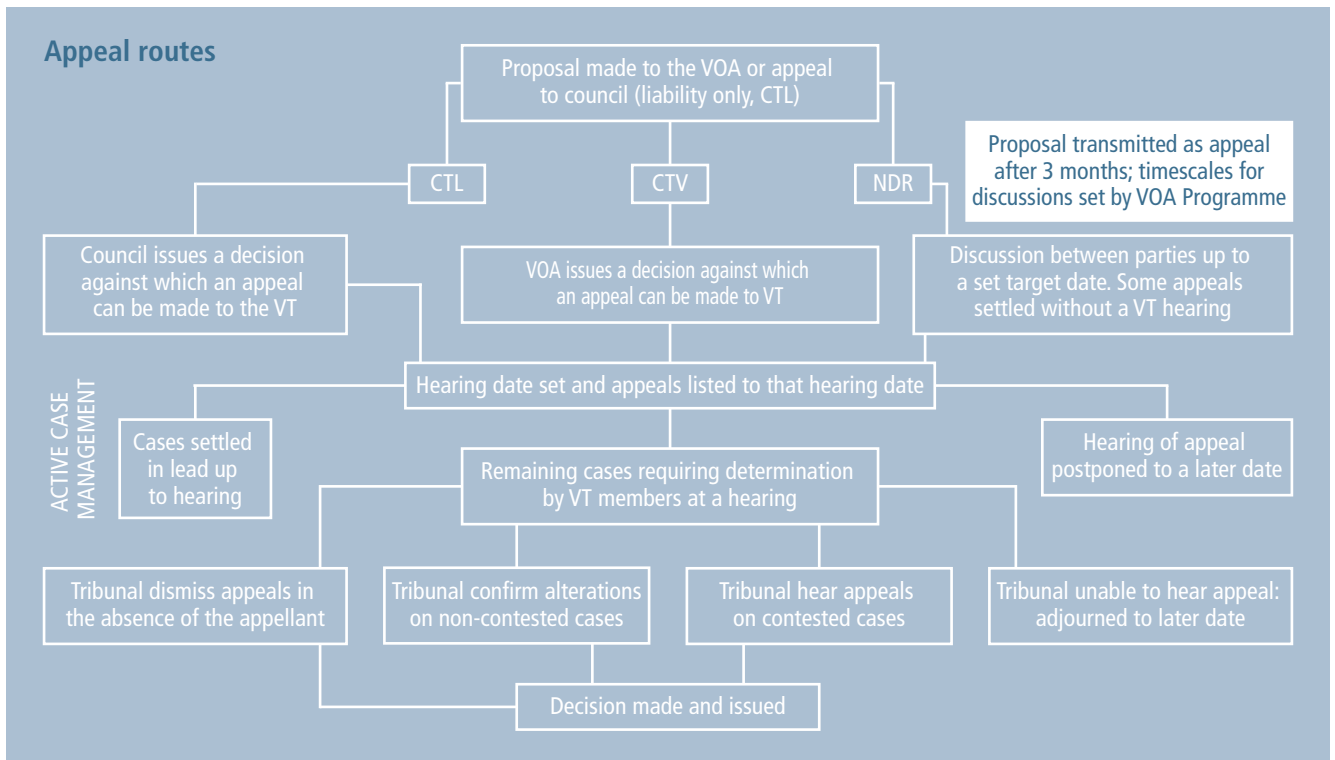 Appeal routes
Proposal made to the VOA or appeal
to council (liability only, CTL)
Proposal transmitted as appeal
after 3 months; timescales for
discussions set by VOA Programme
CTL
CTV
NDR
Council issues a decision
against which an appeal
can be made to the VT
VOA issues a decision against which
an appeal can be made to VT
Discussion between parties up to
a set target date. Some appeals
settled without a VT hearing
Hearing date set and appeals listed to that hearing date
ACTIVE CASE
MANAGEMENT
Cases settled
in lead up
to hearing
Remaining cases requiring determination
by VT members at a hearing
Hearing of appeal
postponed to a later date
Tribunal dismiss appeals in
the absence of the appellant
Tribunal confirm alterations
on non-contested cases
Tribunal hear appeals
on contested cases
Tribunal unable to hear appeal:
adjourned to later date
Decision made and issued